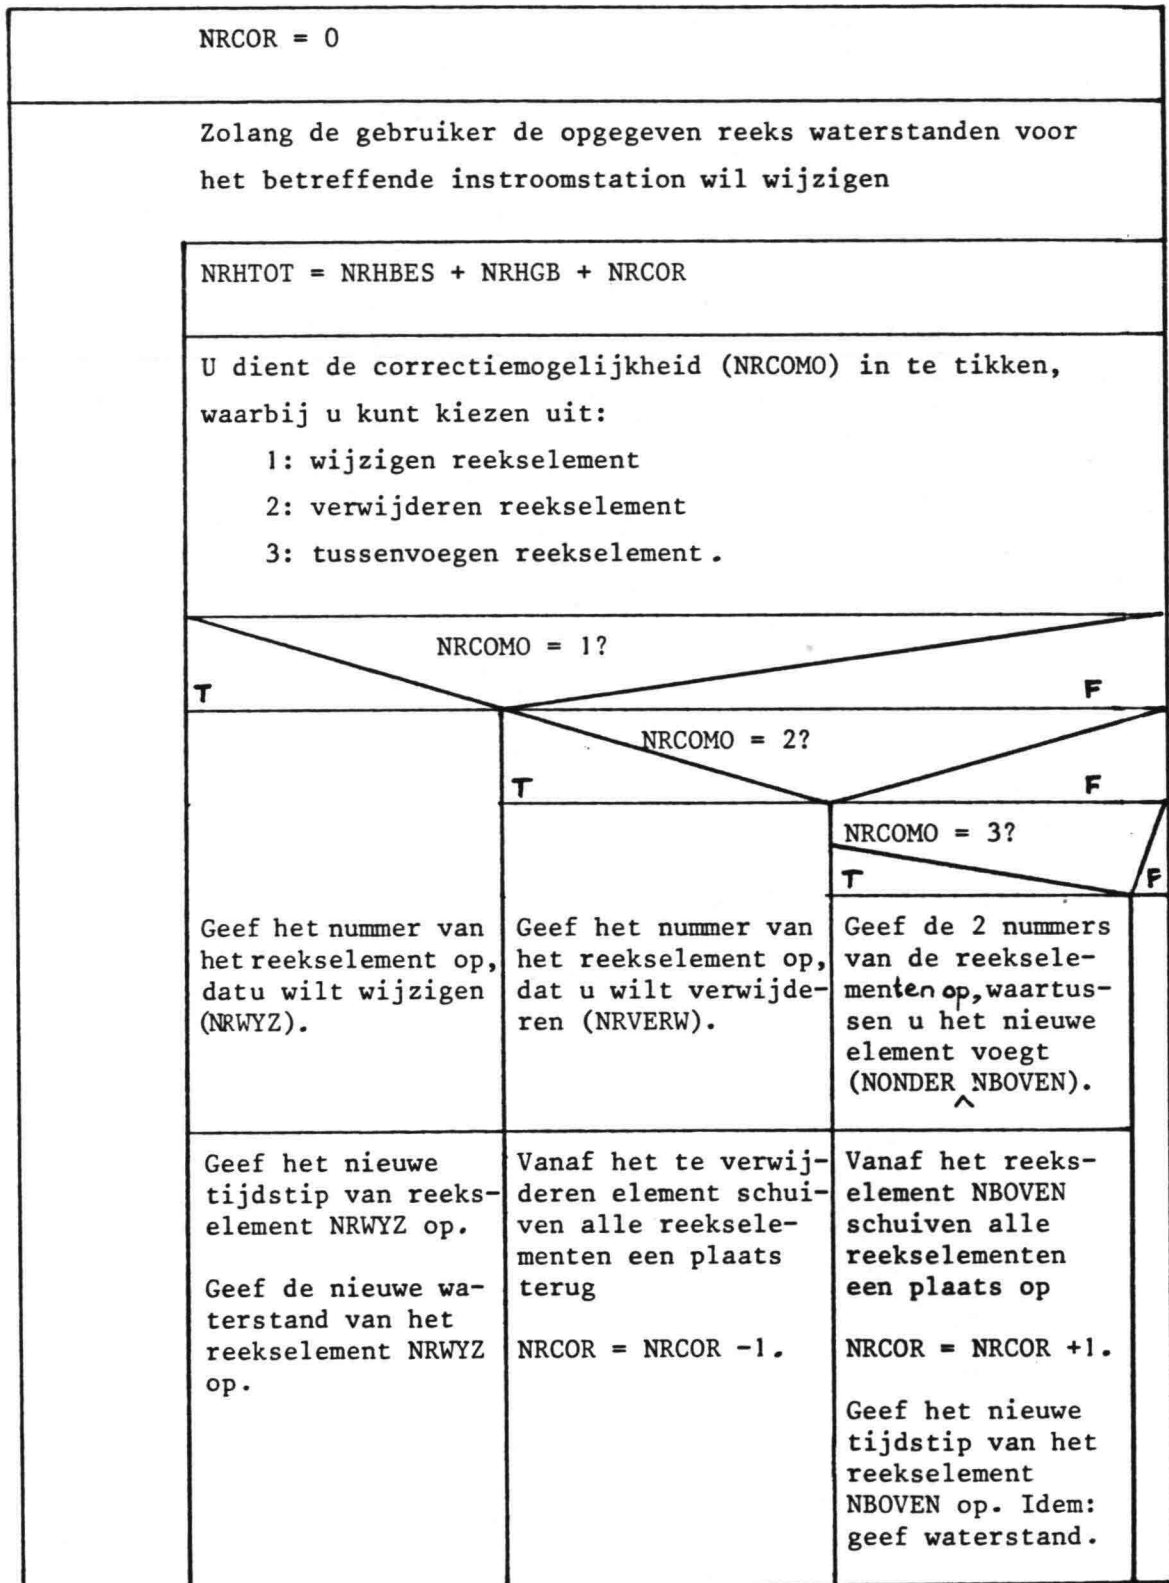 NRCOR = 0
Zolang de gebruiker de opgegeven reeks waterstanden voor
het betreffende instroomstation wil wijzigen
NRHTOT = NRHBES + NRHGB + NRCOR
U dient de correctiemogelijkheid (NRCOMO) in te tikken,
waarbij u kunt kiezen uit:
1: wijzigen reekselement
2: verwijderen reekselement
3: tussenvoegen reekselement.
NRCOMO = 1?
T
F
NRCOMO = 2?
T
F
NRCOMO = 3?
T
F
Geef het nummer van
het reekselement op,
datu wilt wijzigen
(NRWYZ).
Geef het nummer van
het reekselement op,
dat u wilt verwijde-
ren (NRVERW).
Geef de 2 nummers
van de reeksele-
menten op, waartus-
sen u het nieuwe
element voegt
(NONDER ^ NBOVEN).
Geef het nieuwe
tijdstip van reeks-
element NRWYZ op.
Geef de nieuwe wa-
terstand van het
reekselement NRWYZ
op.
Vanaf het te verwij-
deren element schui-
ven alle reeksele-
menten een plaats
terug
NRCOR = NRCOR -1.
Vanaf het reeks-
element NBOVEN
schuiven alle
reekselementen
een plaats op
NRCOR = NRCOR +1.
Geef het nieuwe
tijdstip van het
reekselement
NBOVEN op. Idem:
geef waterstand.